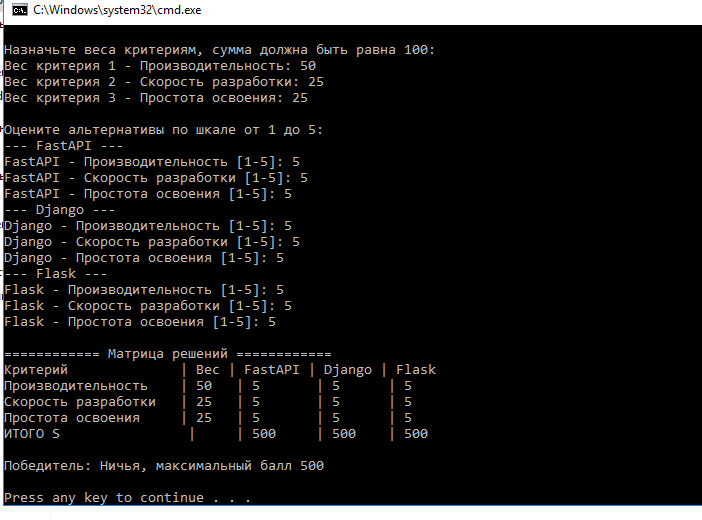 C:\Windows\system32\cmd.exe
Назначьте веса критериям, сумма должна быть равна 100:
Вес критерия 1 - Производительность: 50
Вес критерия 2 - Скорость разработки: 25
Вес критерия 3 - Простота освоения: 25
Оцените альтернативы по шкале от 1 до 5:
--- FastAPI ---
FastAPI - Производительность [1-5]: 5
FastAPI - Скорость разработки [1-5]: 5
FastAPI - Простота освоения [1-5]: 5
--- Django ---
Django - Производительность [1-5]: 5
Django - Скорость разработки [1-5]: 5
Django - Простота освоения [1-5]: 5
--- Flask ---
Flask - Производительность [1-5]: 5
Flask - Скорость разработки [1-5]: 5
Flask - Простота освоения [1-5]: 5
============ Матрица решений ============
Критерий | Вес | FastAPI | Django | Flask
Производительность | 50 | 5 | 5 | 5
Скорость разработки | 25 | 5 | 5 | 5
Простота освоения | 25 | 5 | 5 | 5
ИТОГО S | | 500 | 500 | 500
Победитель: Ничья, максимальный балл 500
Press any key to continue . . .